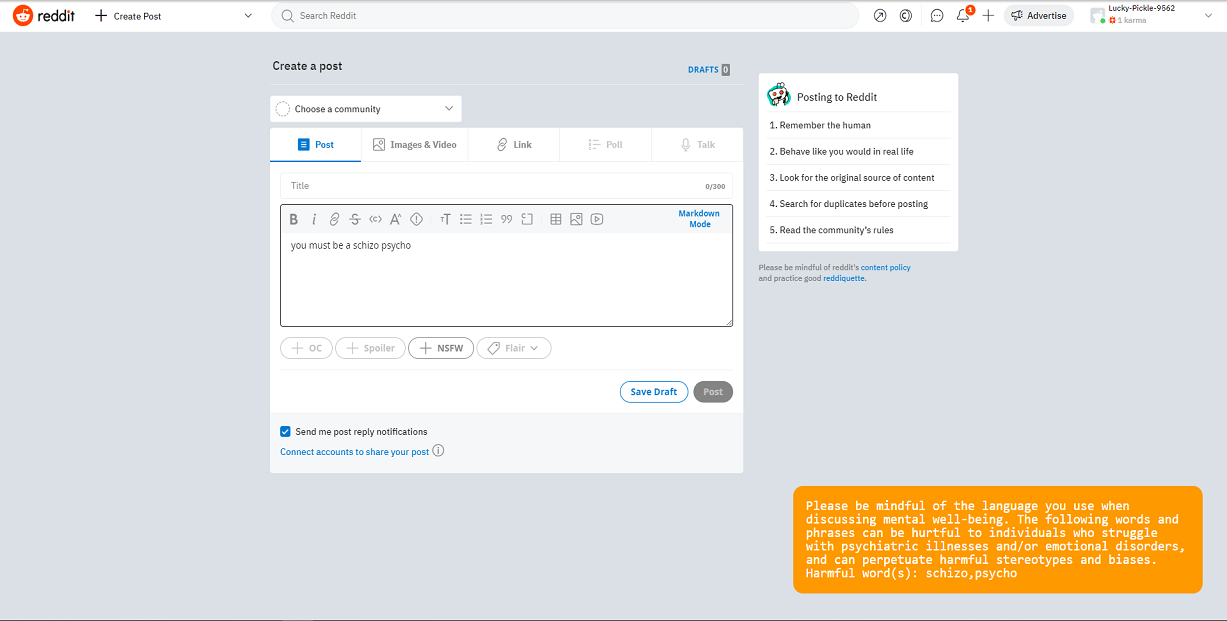 reddit
Create Post
Search Reddit
1
Advertise
Lucky-Pickle-9562
1 karma
Create a post
DRAFTS 0
Choose a community
Post
Images & Video
Link
Poll
Talk
Title
0/300
B i S <c> A^ TT 99
Markdown
Mode
you must be a schizo psycho
OC
Spoiler
NSFW
Flair
Save Draft
Post
Send me post reply notifications
Connect accounts to share your post
Posting to Reddit
1. Remember the human
2. Behave like you would in real life
3. Look for the original source of content
4. Search for duplicates before posting
5. Read the community's rules
Please be mindful of reddit's content policy
and practice good reddiquette.
Please be mindful of the language you use when
discussing mental well-being. The following words and
phrases can be hurtful to individuals who struggle
with psychiatric illnesses and/or emotional disorders,
and can perpetuate harmful stereotypes and biases.
Harmful word(s): schizo,psycho